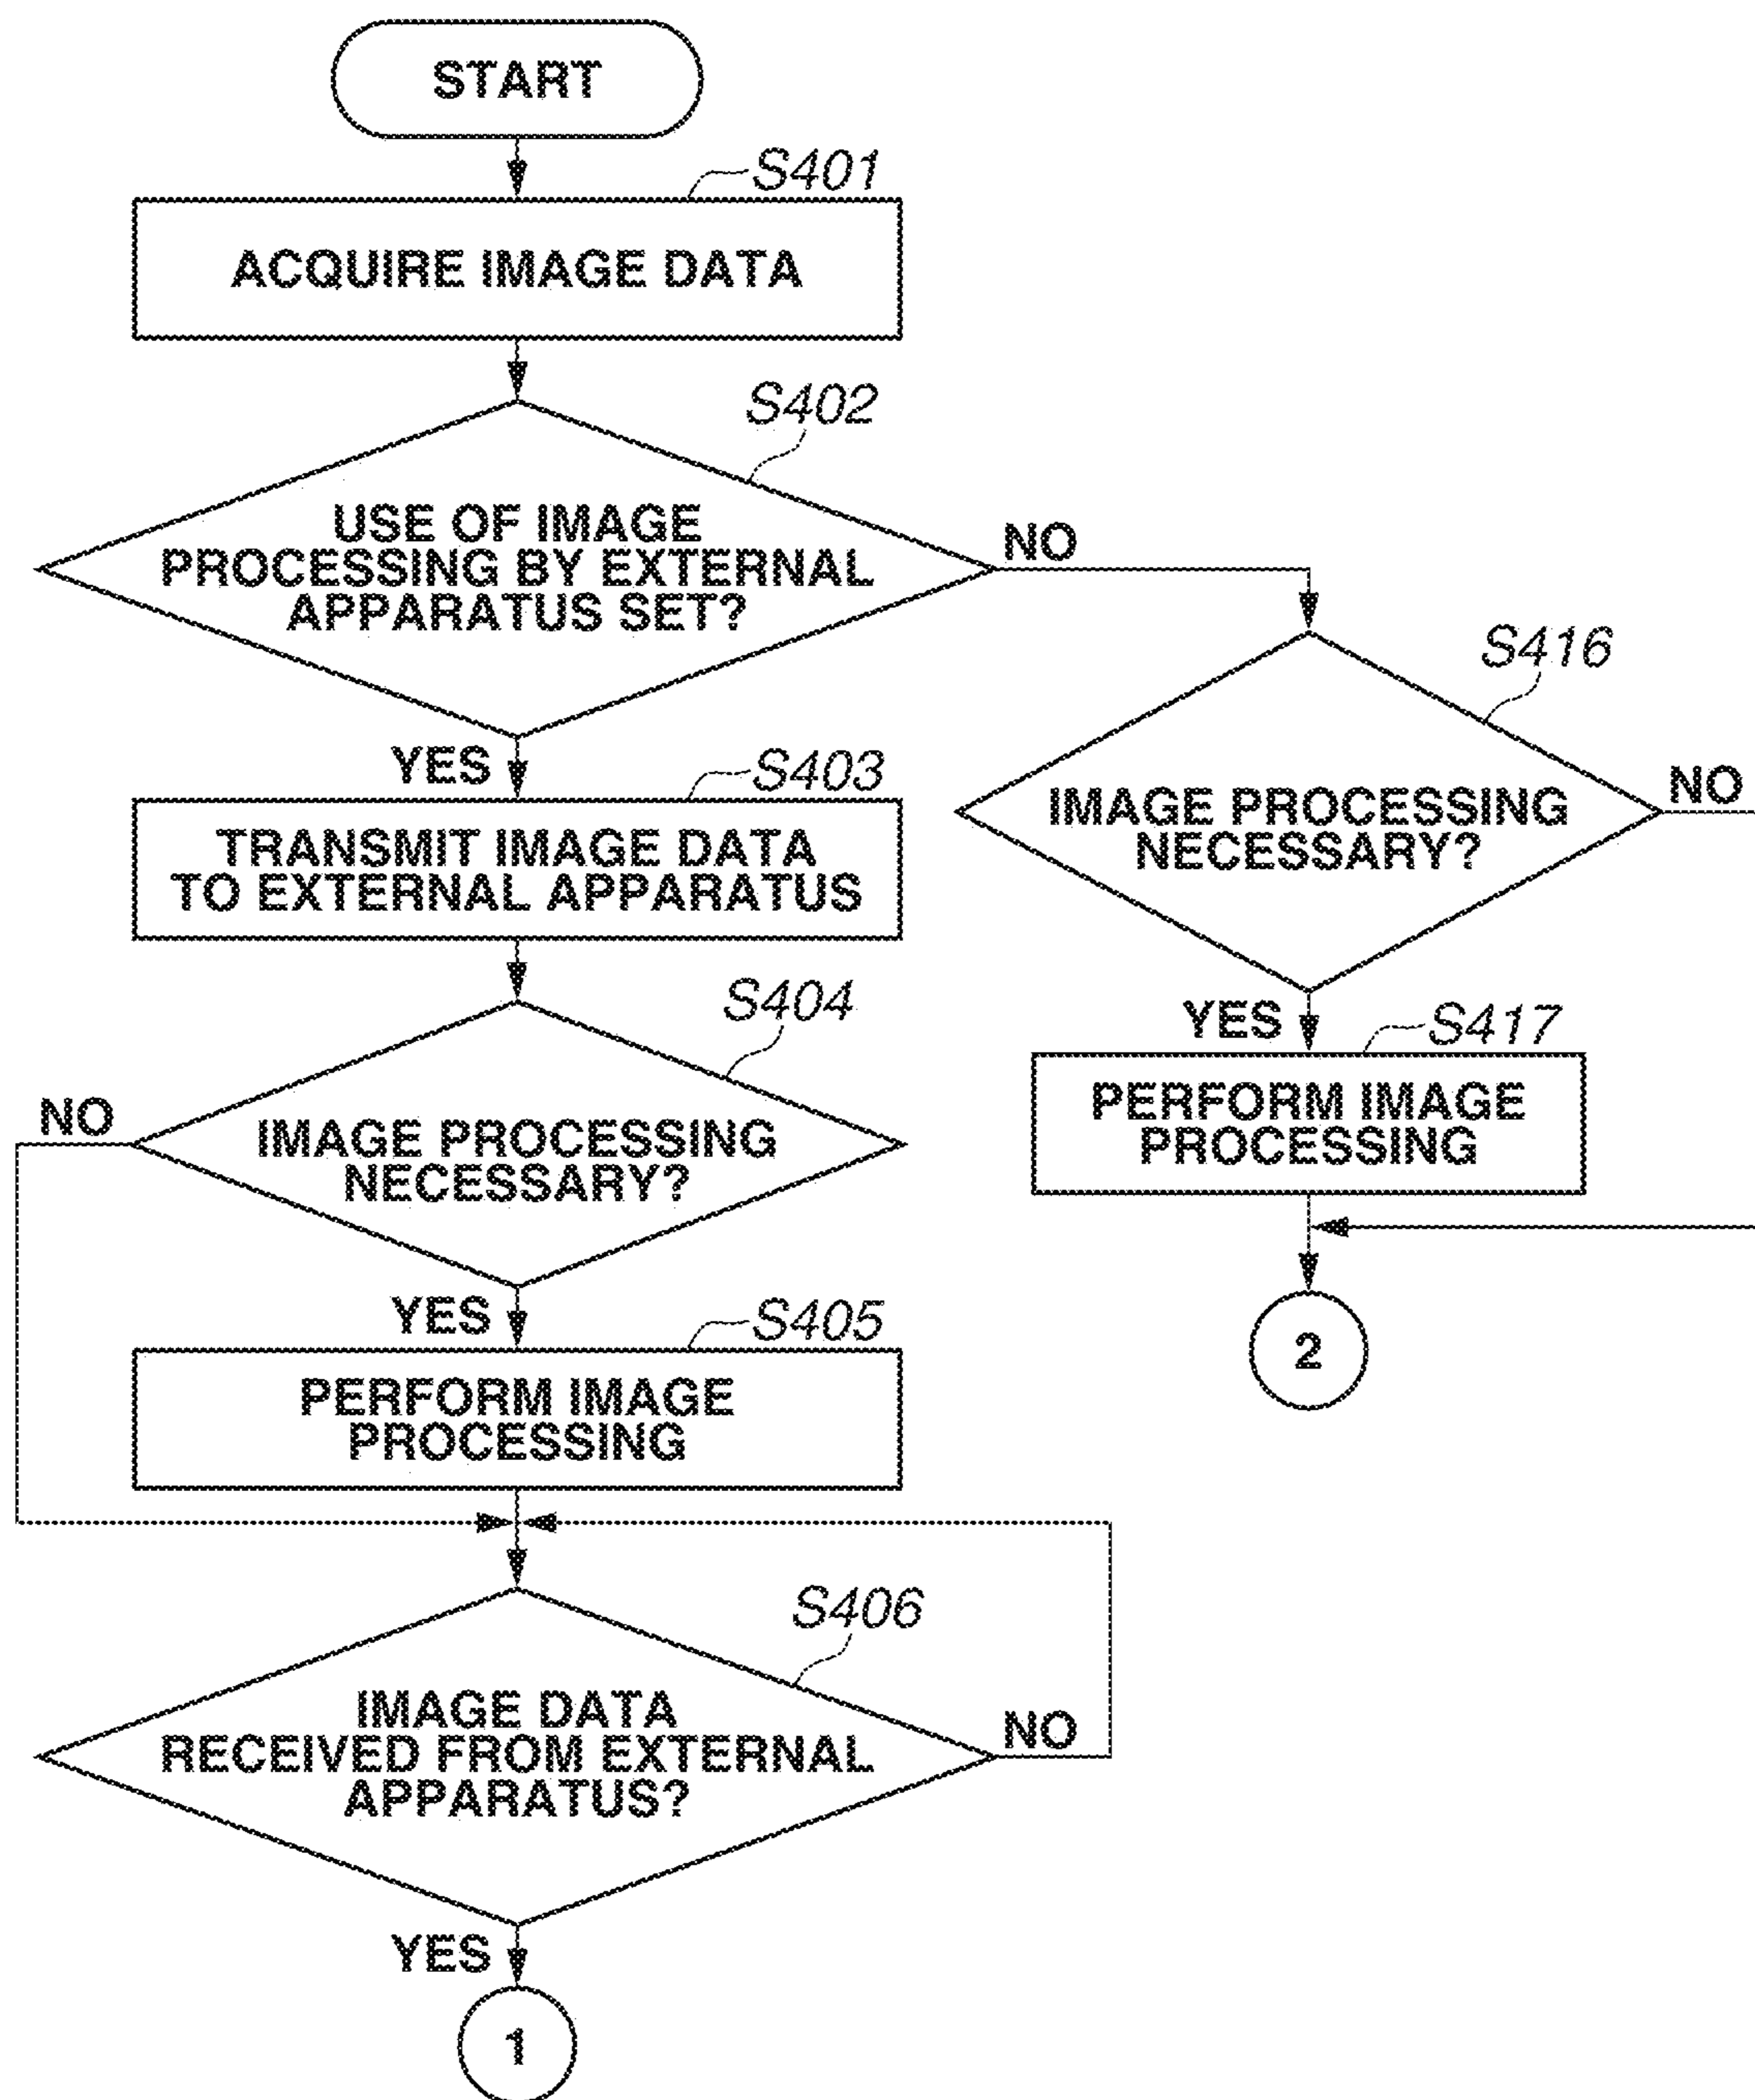 START
S401
ACQUIRE IMAGE DATA
S402
USE OF IMAGE
PROCESSING BY EXTERNAL
APPARATUS SET?
NO
YES
S403
TRANSMIT IMAGE DATA
TO EXTERNAL APPARATUS
S404
IMAGE PROCESSING
NECESSARY?
NO
YES
S405
PERFORM IMAGE
PROCESSING
S406
IMAGE DATA
RECEIVED FROM EXTERNAL
APPARATUS?
NO
YES
1
S416
IMAGE PROCESSING
NECESSARY?
NO
YES
S417
PERFORM IMAGE
PROCESSING
2